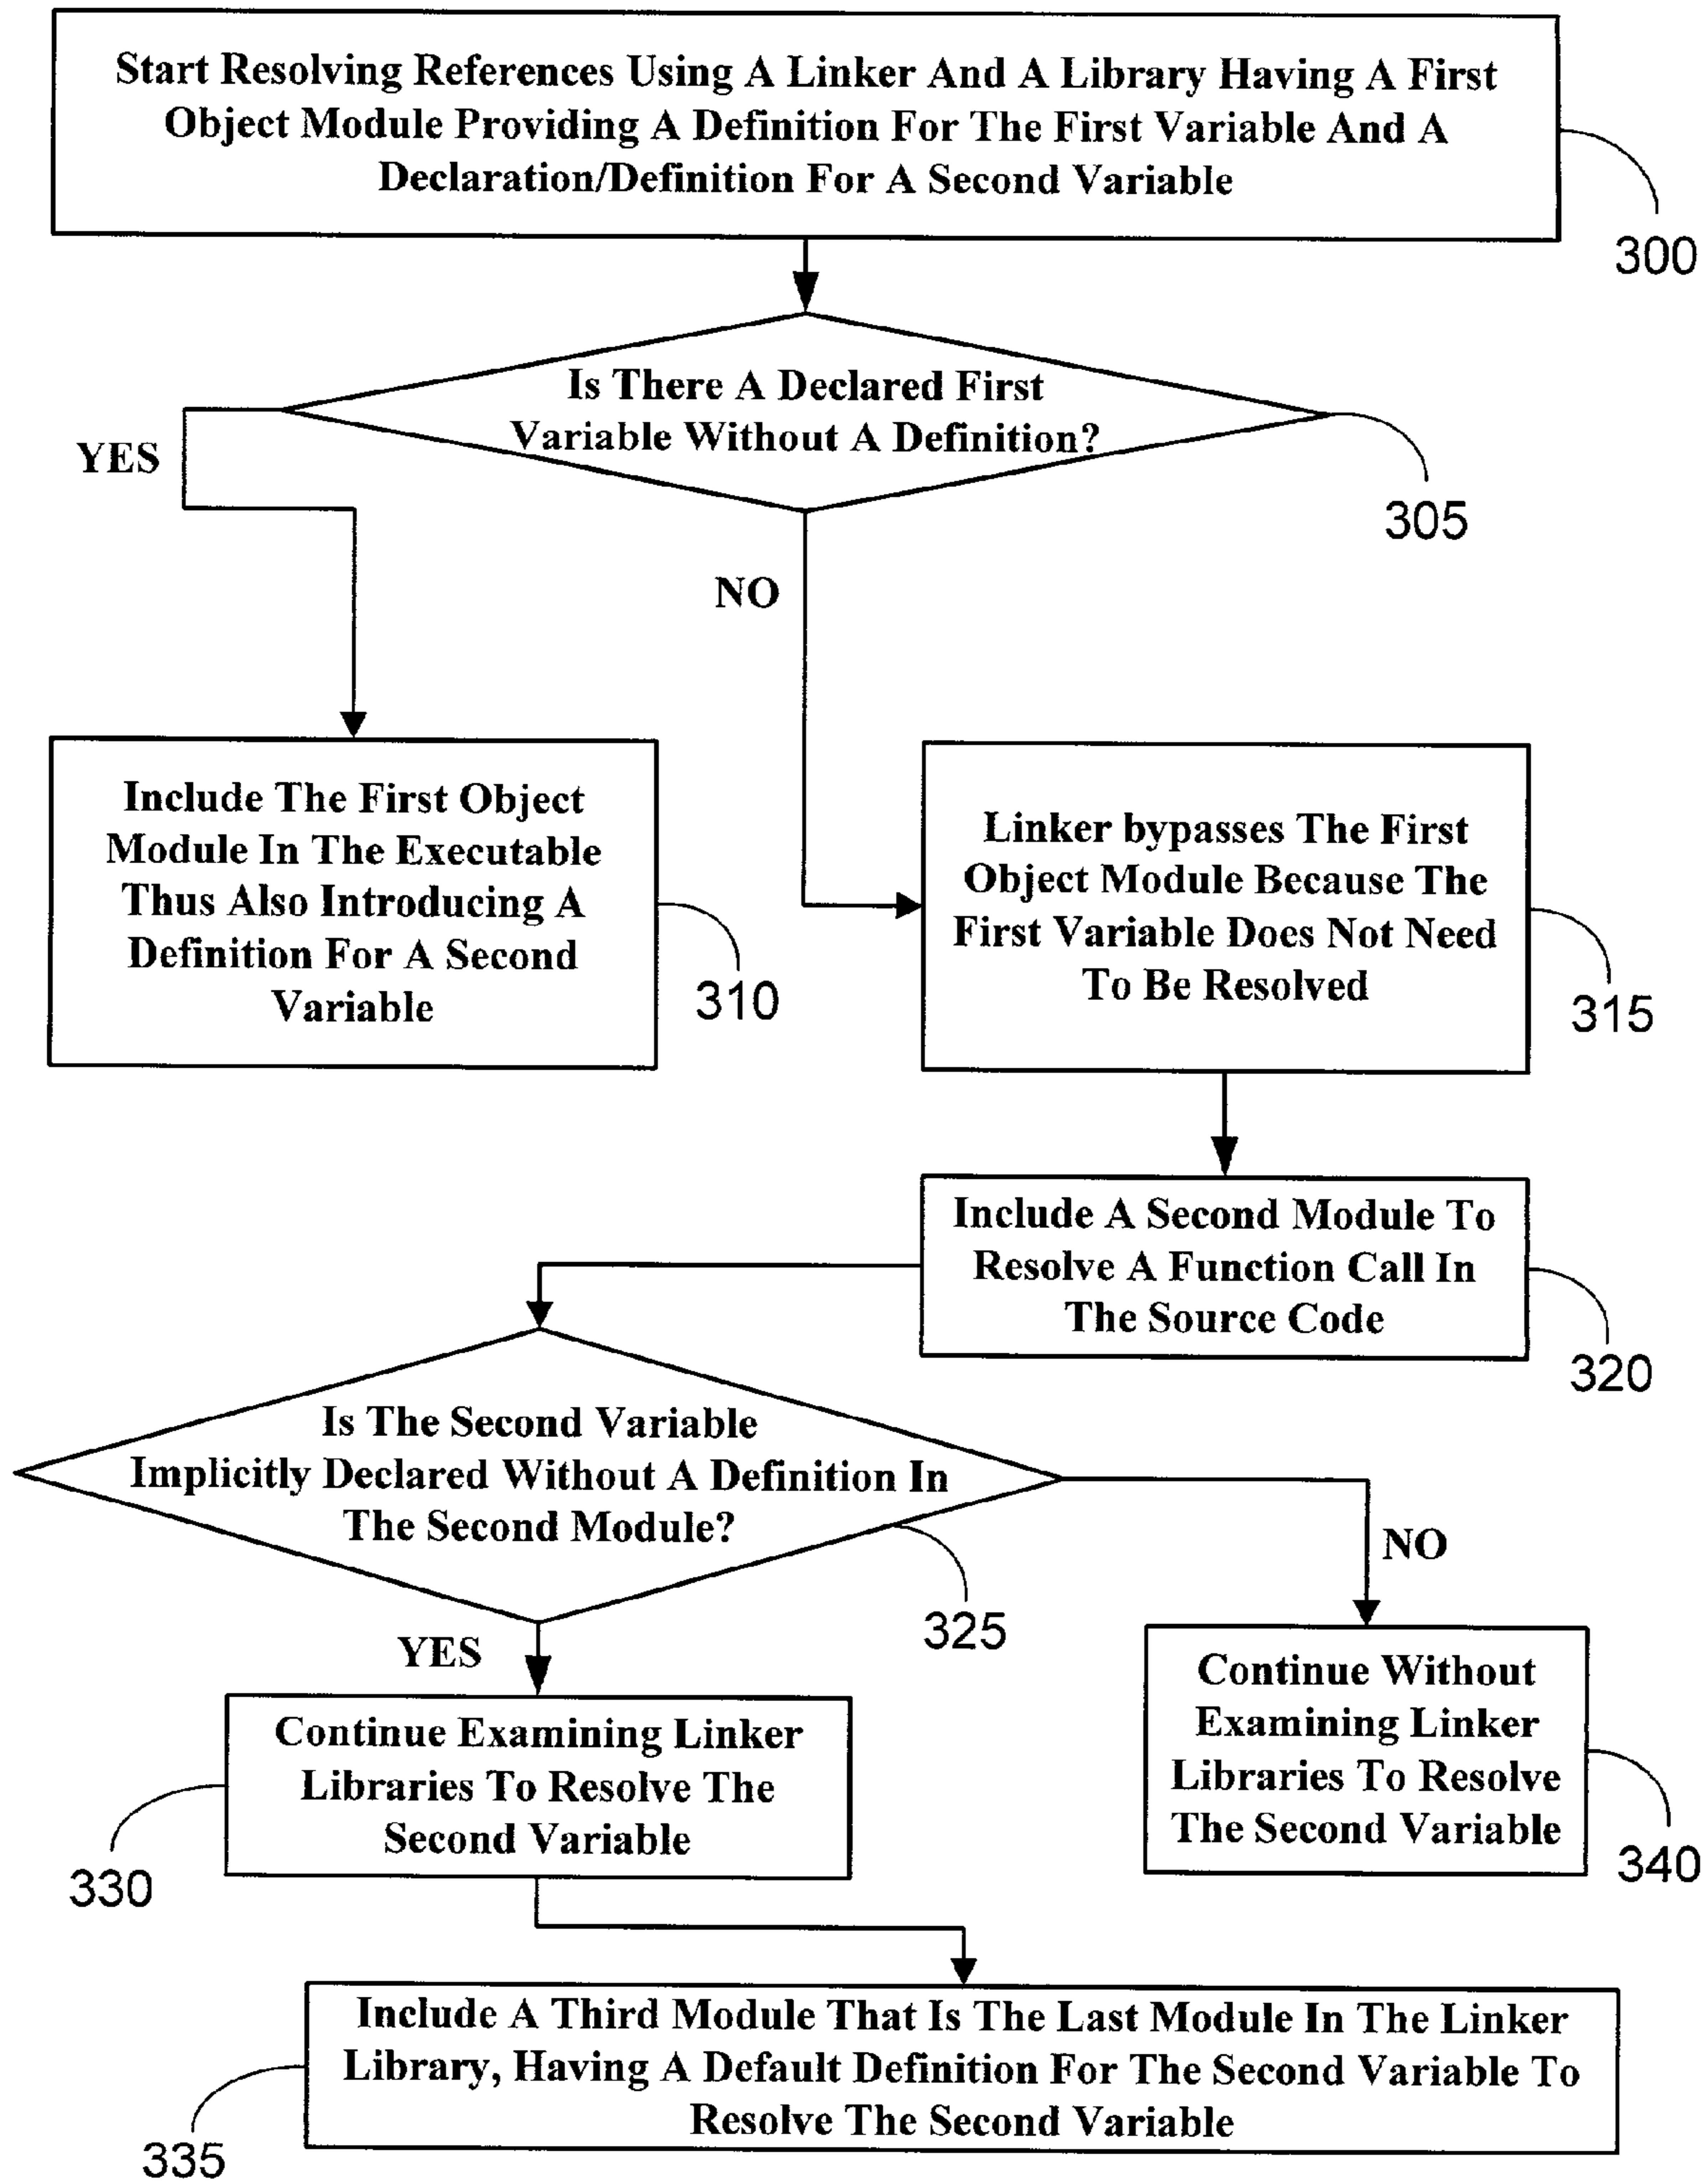 Start Resolving References Using A Linker And A Library Having A First
Object Module Providing A Definition For The First Variable And A
Declaration/Definition For A Second Variable
300
Is There A Declared First
Variable Without A Definition?
YES
305
NO
Include The First Object
Module In The Executable
Thus Also Introducing A
Definition For A Second
Variable
310
Linker bypasses The First
Object Module Because The
First Variable Does Not Need
To Be Resolved
315
Include A Second Module To
Resolve A Function Call In
The Source Code
320
Is The Second Variable
Implicitly Declared Without A Definition In
The Second Module?
325
NO
YES
Continue Examining Linker
Libraries To Resolve The
Second Variable
330
Continue Without
Examining Linker
Libraries To Resolve
The Second Variable
340
Include A Third Module That Is The Last Module In The Linker
Library, Having A Default Definition For The Second Variable To
Resolve The Second Variable
335